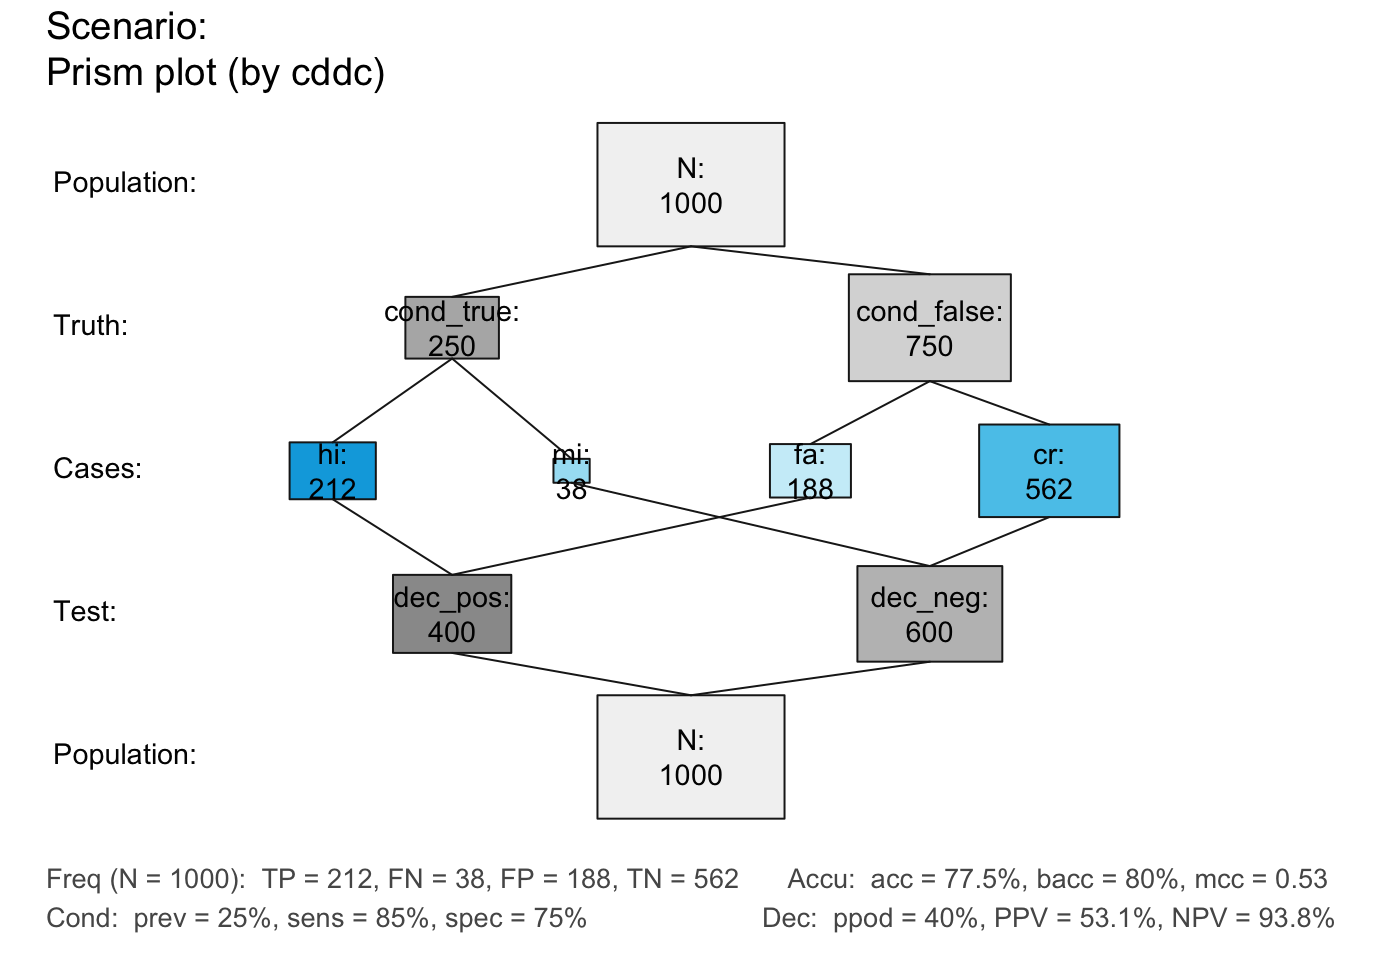 Scenario:
Prism plot (by cddc)
Population:
N:
1000
Truth:
cond_true:
250
cond_false:
750
Cases:
hi:
212
mi:
38
fa:
188
cr:
562
Test:
dec_pos:
400
dec_neg:
600
Population:
N:
1000
Freq (N = 1000):  TP = 212, FN = 38, FP = 188, TN = 562
Accu:  acc = 77.5%, bacc = 80%, mcc = 0.53
Cond:  prev = 25%, sens = 85%, spec = 75%
Dec:  ppod = 40%, PPV = 53.1%, NPV = 93.8%